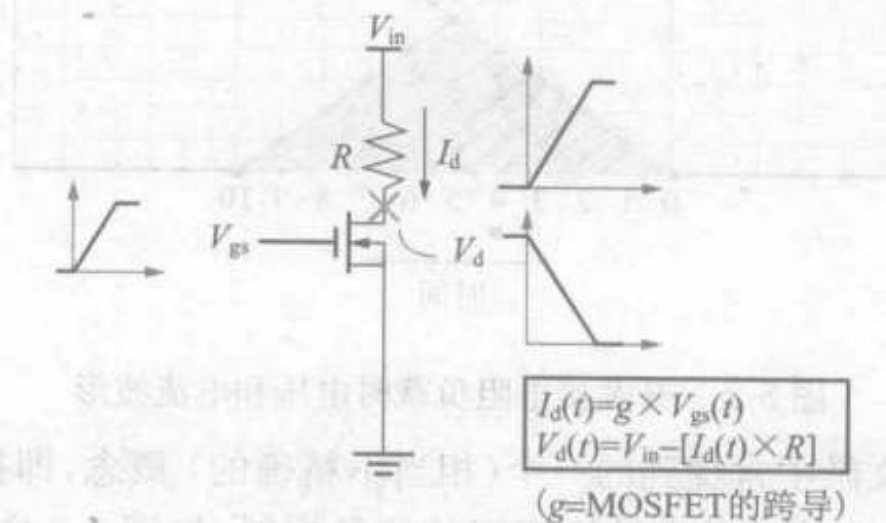 V_in
R
I_d
V_gs
V_d
I_d(t)=g×V_gs(t)
V_d(t)=V_in−[I_d(t)×R]
(g=MOSFET的跨导)